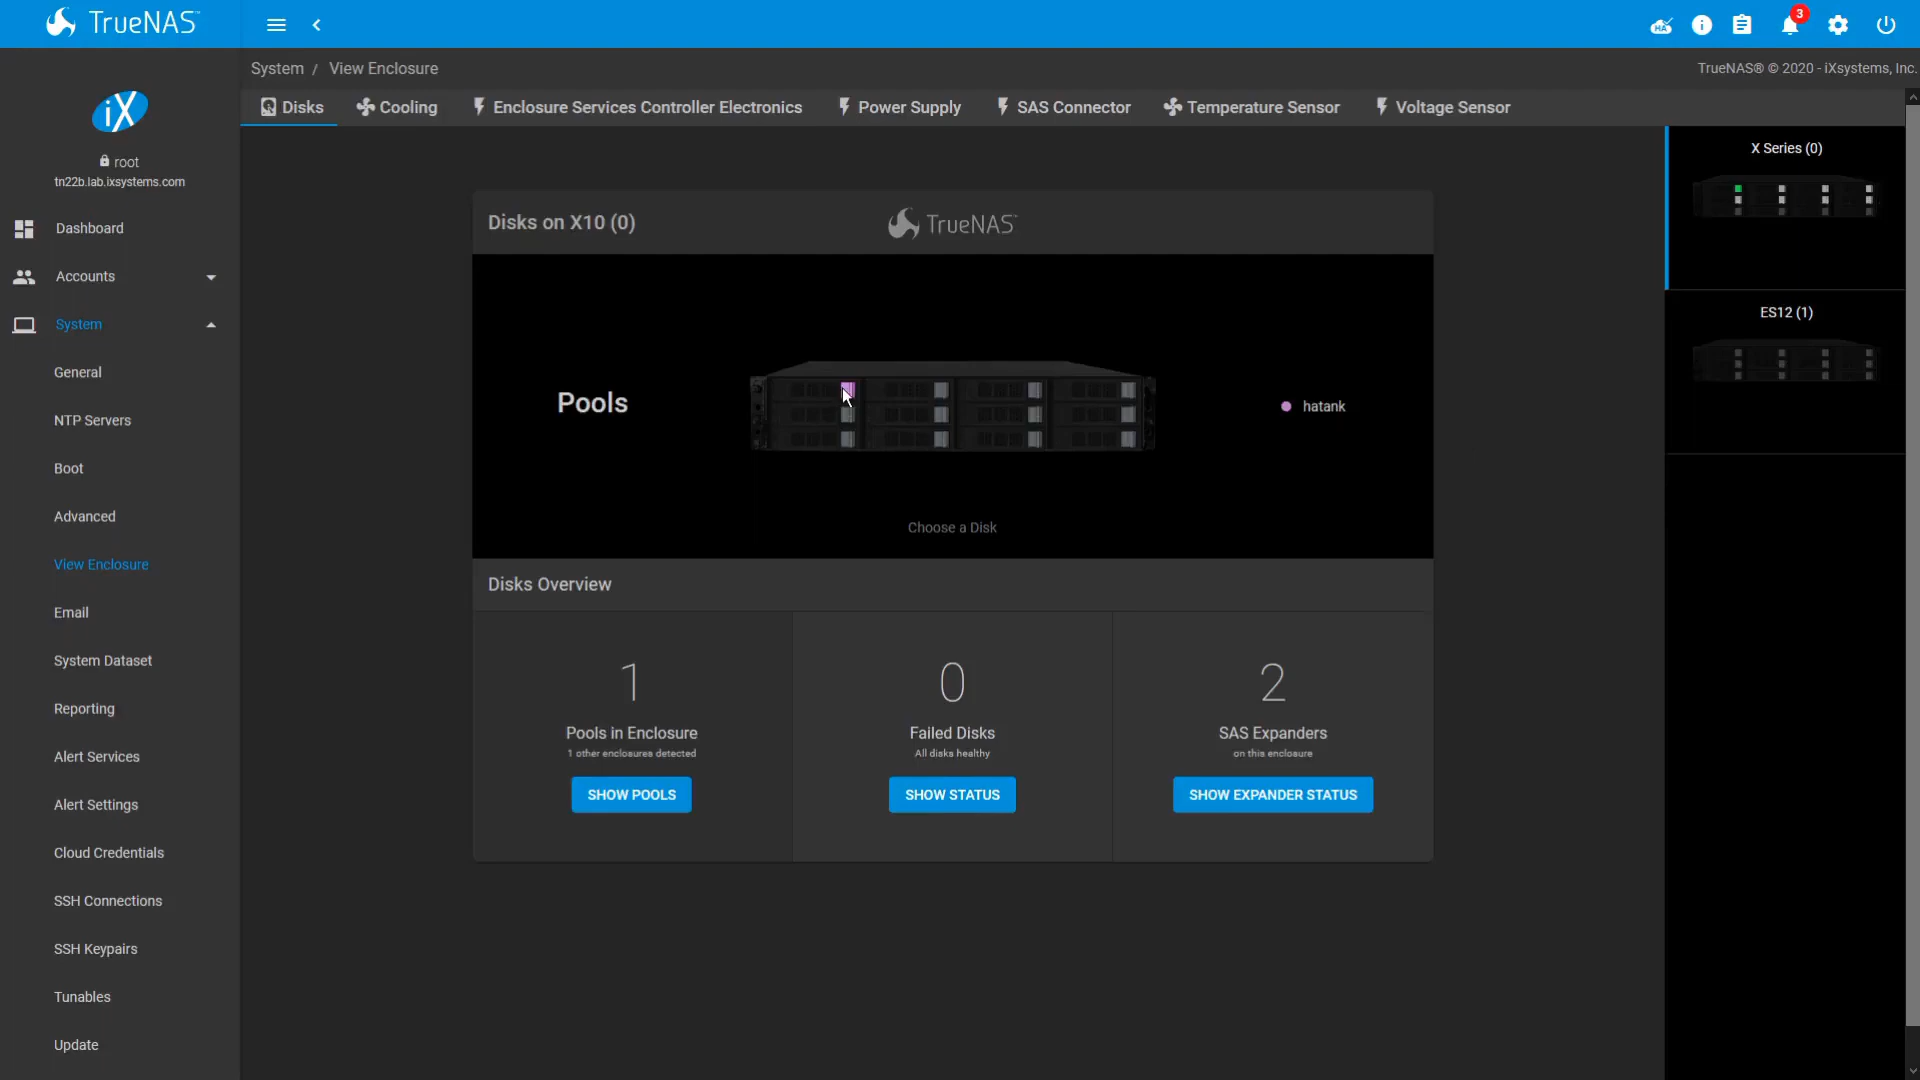 TrueNAS™
HA
3
System / View Enclosure
TrueNAS® © 2020 - iXsystems, Inc.
iX
root
tn22b.lab.ixsystems.com
Dashboard
Accounts
System
General
NTP Servers
Boot
Advanced
View Enclosure
Email
System Dataset
Reporting
Alert Services
Alert Settings
Cloud Credentials
SSH Connections
SSH Keypairs
Tunables
Update
Disks Cooling Enclosure Services Controller Electronics Power Supply SAS Connector Temperature Sensor Voltage Sensor
Disks on X10 (0)
TrueNAS™
Pools
hatank
Choose a Disk
Disks Overview
1
Pools in Enclosure
1 other enclosures detected
SHOW POOLS
0
Failed Disks
All disks healthy
SHOW STATUS
2
SAS Expanders
on this enclosure
SHOW EXPANDER STATUS
X Series (0)
ES12 (1)